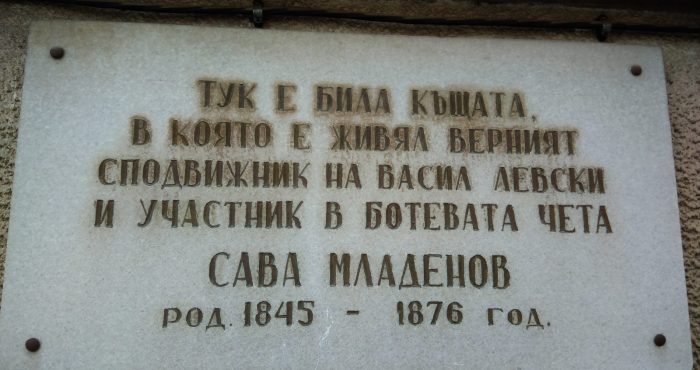 ТУК Е БИЛА КЪЩАТА,
В КОЯТО Е ЖИВЯЛ ВЕРНИЯТ
СПОДВИЖНИК НА ВАСИЛ ЛЕВСКИ
И УЧАСТНИК В БОТЕВАТА ЧЕТА
САВА МЛАДЕНОВ
РОД. 1845 - 1876 ГОД.